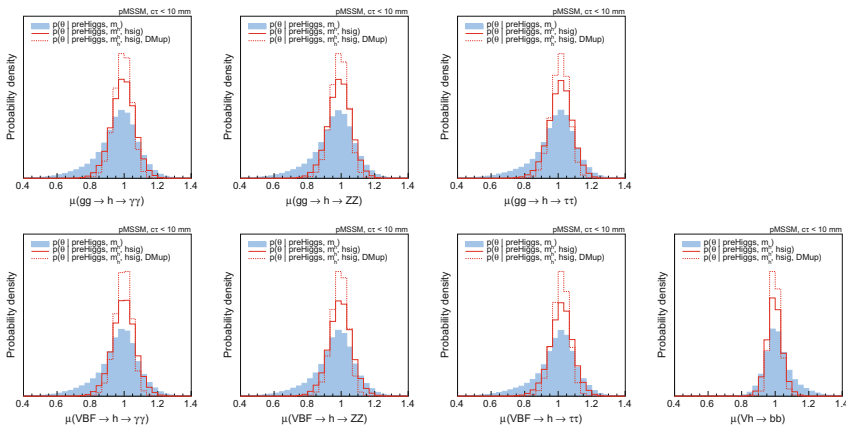 pMSSM, cτ < 10 mm
p(θ | preHiggs, m_h)
p(θ | preHiggs, m_h, hsig)
p(θ | preHiggs, m_h, hsig, DMup)
Probability density
0.4 0.6 0.8 1 1.2 1.4
μ(gg → h → γγ)
pMSSM, cτ < 10 mm
p(θ | preHiggs, m_h)
p(θ | preHiggs, m_h, hsig)
p(θ | preHiggs, m_h, hsig, DMup)
Probability density
0.4 0.6 0.8 1 1.2 1.4
μ(gg → h → ZZ)
pMSSM, cτ < 10 mm
p(θ | preHiggs, m_h)
p(θ | preHiggs, m_h, hsig)
p(θ | preHiggs, m_h, hsig, DMup)
Probability density
0.4 0.6 0.8 1 1.2 1.4
μ(gg → h → ττ)
pMSSM, cτ < 10 mm
p(θ | preHiggs, m_h)
p(θ | preHiggs, m_h, hsig)
p(θ | preHiggs, m_h, hsig, DMup)
Probability density
0.4 0.6 0.8 1 1.2 1.4
μ(VBF → h → γγ)
pMSSM, cτ < 10 mm
p(θ | preHiggs, m_h)
p(θ | preHiggs, m_h, hsig)
p(θ | preHiggs, m_h, hsig, DMup)
Probability density
0.4 0.6 0.8 1 1.2 1.4
μ(VBF → h → ZZ)
pMSSM, cτ < 10 mm
p(θ | preHiggs, m_h)
p(θ | preHiggs, m_h, hsig)
p(θ | preHiggs, m_h, hsig, DMup)
Probability density
0.4 0.6 0.8 1 1.2 1.4
μ(VBF → h → ττ)
pMSSM, cτ < 10 mm
p(θ | preHiggs, m_h)
p(θ | preHiggs, m_h, hsig)
p(θ | preHiggs, m_h, hsig, DMup)
Probability density
0.4 0.6 0.8 1 1.2 1.4
μ(Vh → bb)